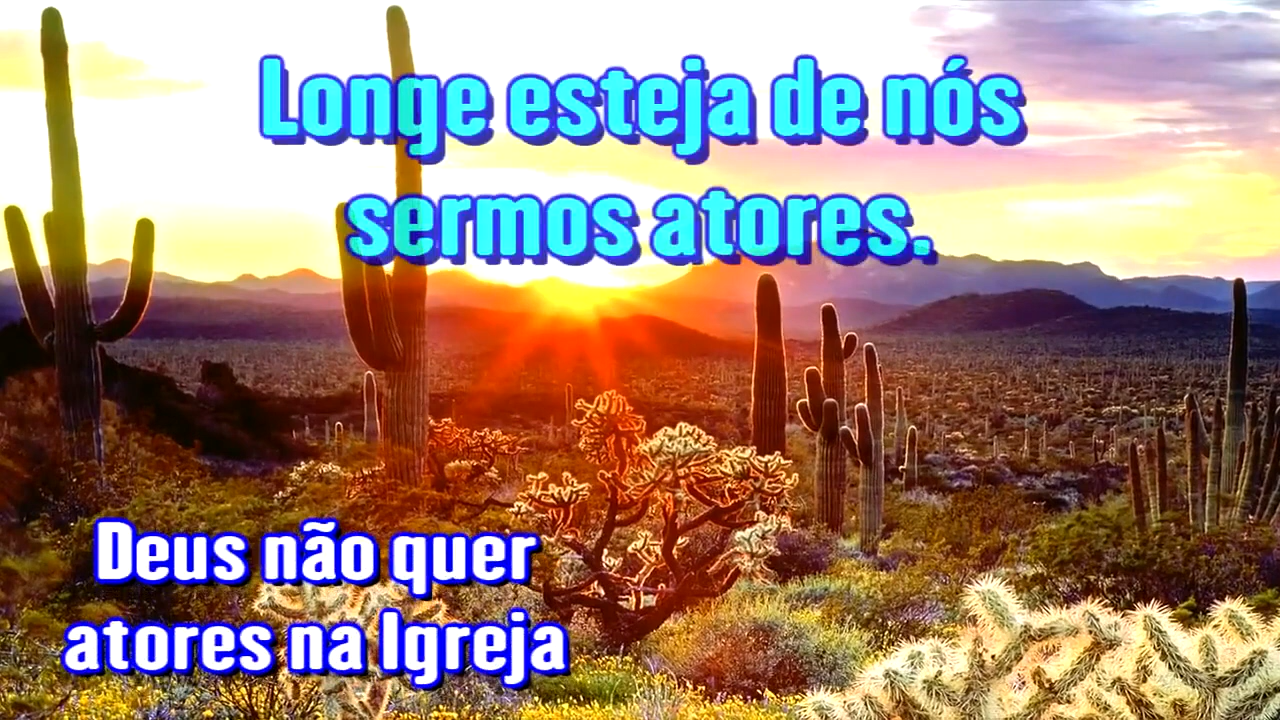 Longe esteja de nós
sermos atores.
Deus não quer
atores na Igreja